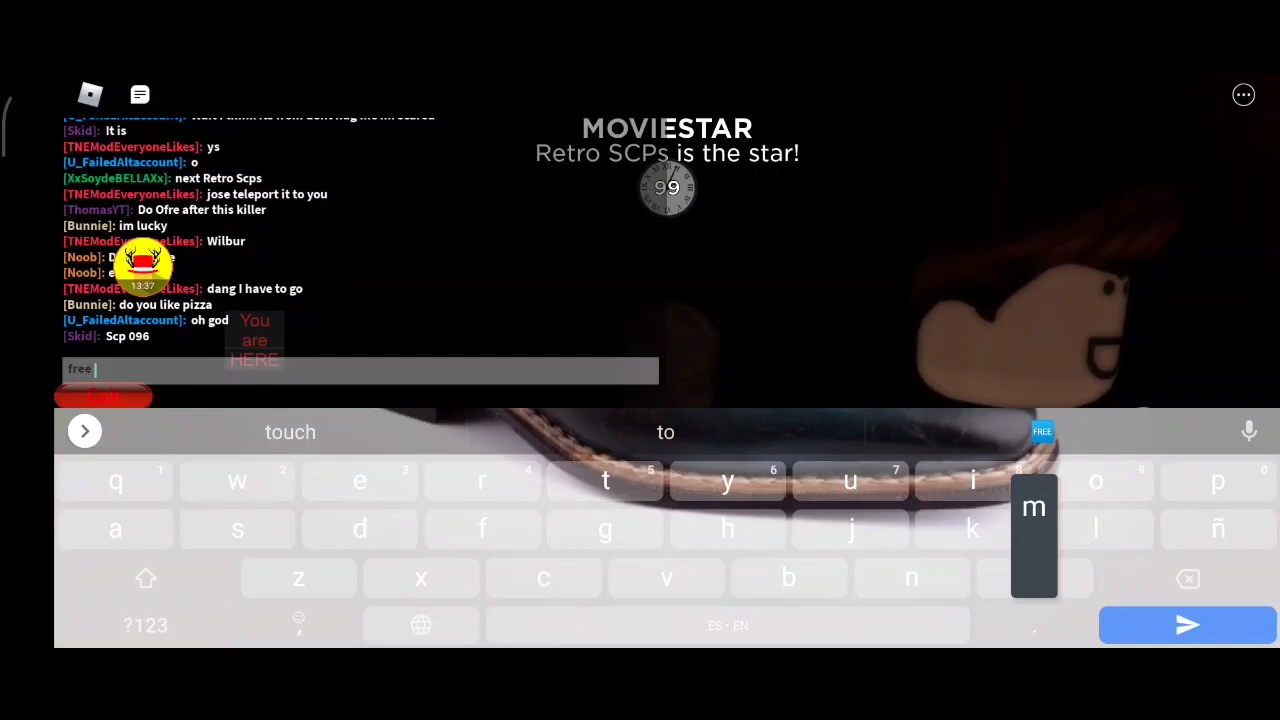 MOVIESTAR
Retro SCPs is the star!
99
[Skid]: It is
[TNEModEveryoneLikes]: ys
[U_FailedAltaccount]: o
[XxSoydeBELLAXx]: next Retro Scps
[TNEModEveryoneLikes]: jose teleport it to you
[ThomasYT]: Do Ofre after this killer
[Bunnie]: im lucky
[TNEModEveryoneLikes]: Wilbur
[Noob]:
[Noob]:
[TNEModEveryoneLikes]: dang I have to go
[Bunnie]: do you like pizza
[U_FailedAltaccount]: oh god
[Skid]: Scp 096
13:37
You
are
HERE
free
touch to FREE
q 1 w 2 e 3 r 4 t 5 y 6 u 7 i 8 o 9 p 0
a s d f g h j k l ñ
z x c v b n m
?123 , ES • EN .